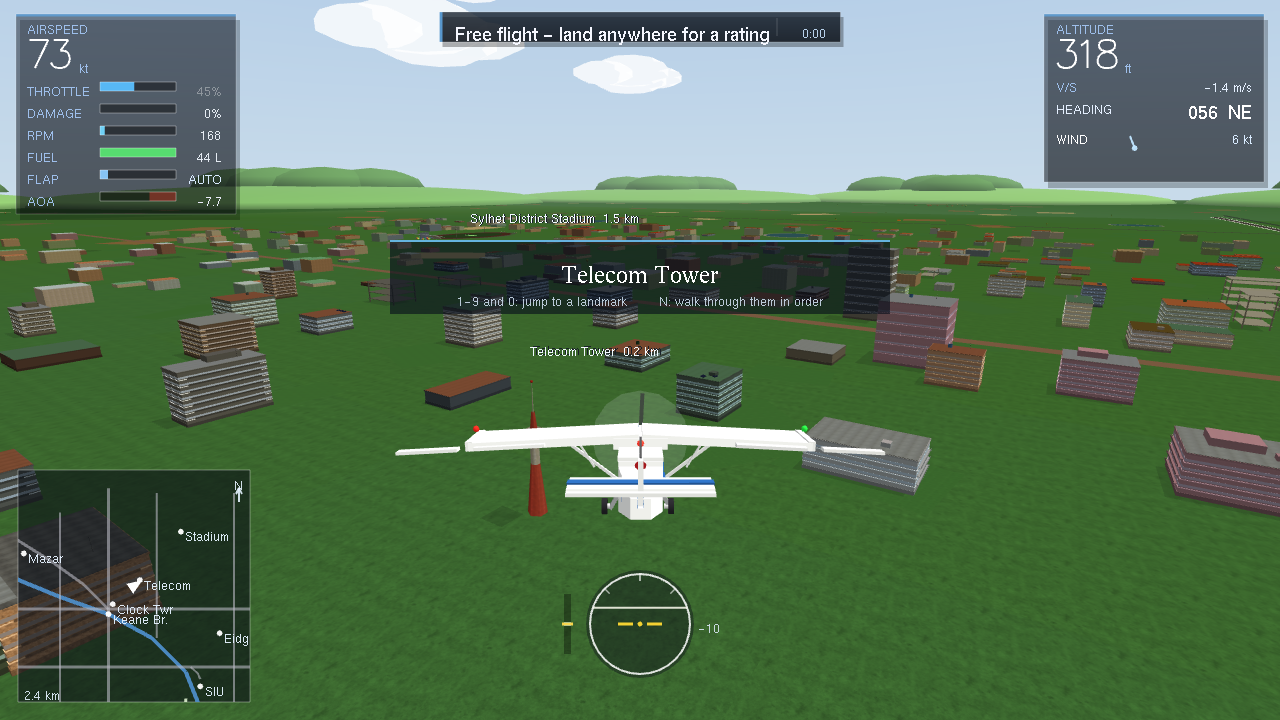 AIRSPEED
73 kt
THROTTLE 45%
DAMAGE 0%
RPM 168
FUEL 44 L
FLAP AUTO
AOA -7.7
Free flight – land anywhere for a rating 0:00
ALTITUDE
318 ft
V/S -1.4 m/s
HEADING 056 NE
WIND 6 kt
Sylhet District Stadium 1.5 km
Telecom Tower
1-9 and 0: jump to a landmark N: walk through them in order
Telecom Tower 0.2 km
N
Stadium
Mazar
Telecom
Clock Twr
Keane Br.
Eidg
SIU
2.4 km
-10